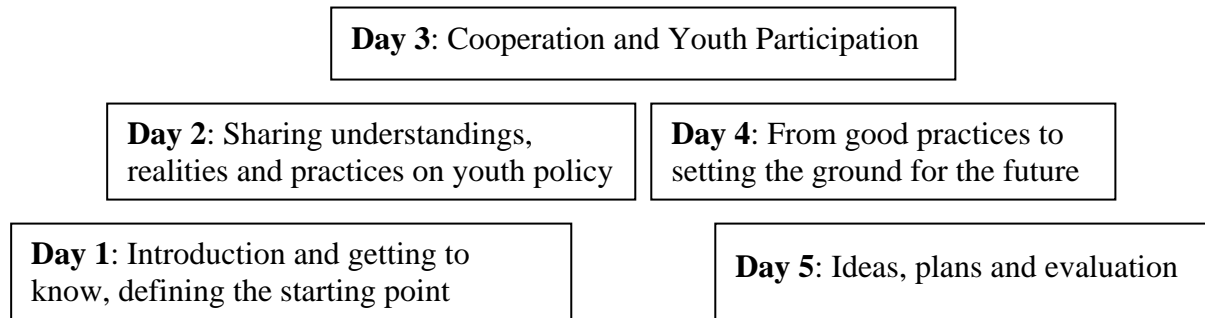 Day 3: Cooperation and Youth Participation
Day 2: Sharing understandings,
realities and practices on youth policy
Day 4: From good practices to
setting the ground for the future
Day 1: Introduction and getting to
know, defining the starting point
Day 5: Ideas, plans and evaluation